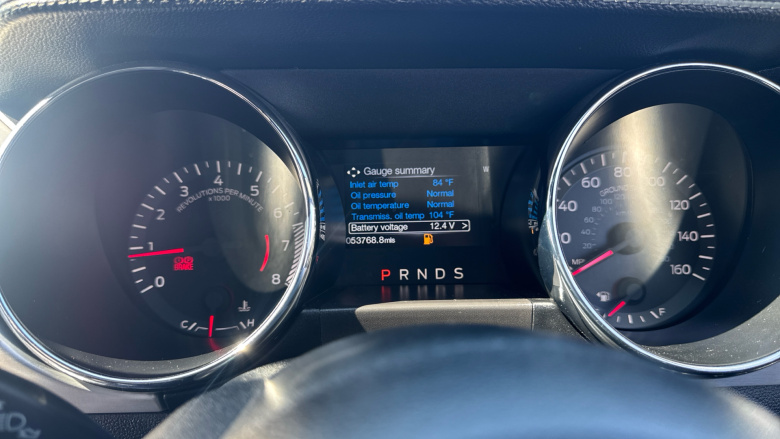 Gauge summary
W
Inlet air temp 84 °F
Oil pressure Normal
Oil temperature Normal
Transmiss. oil temp 104 °F
Battery voltage 12.4 V >
053768.8mls
P R N D S
0 1 2 3 4 5 6 7 8
REVOLUTIONS PER MINUTE
x1000
BRAKE
C H
40 60 80 100 120 140 160
F